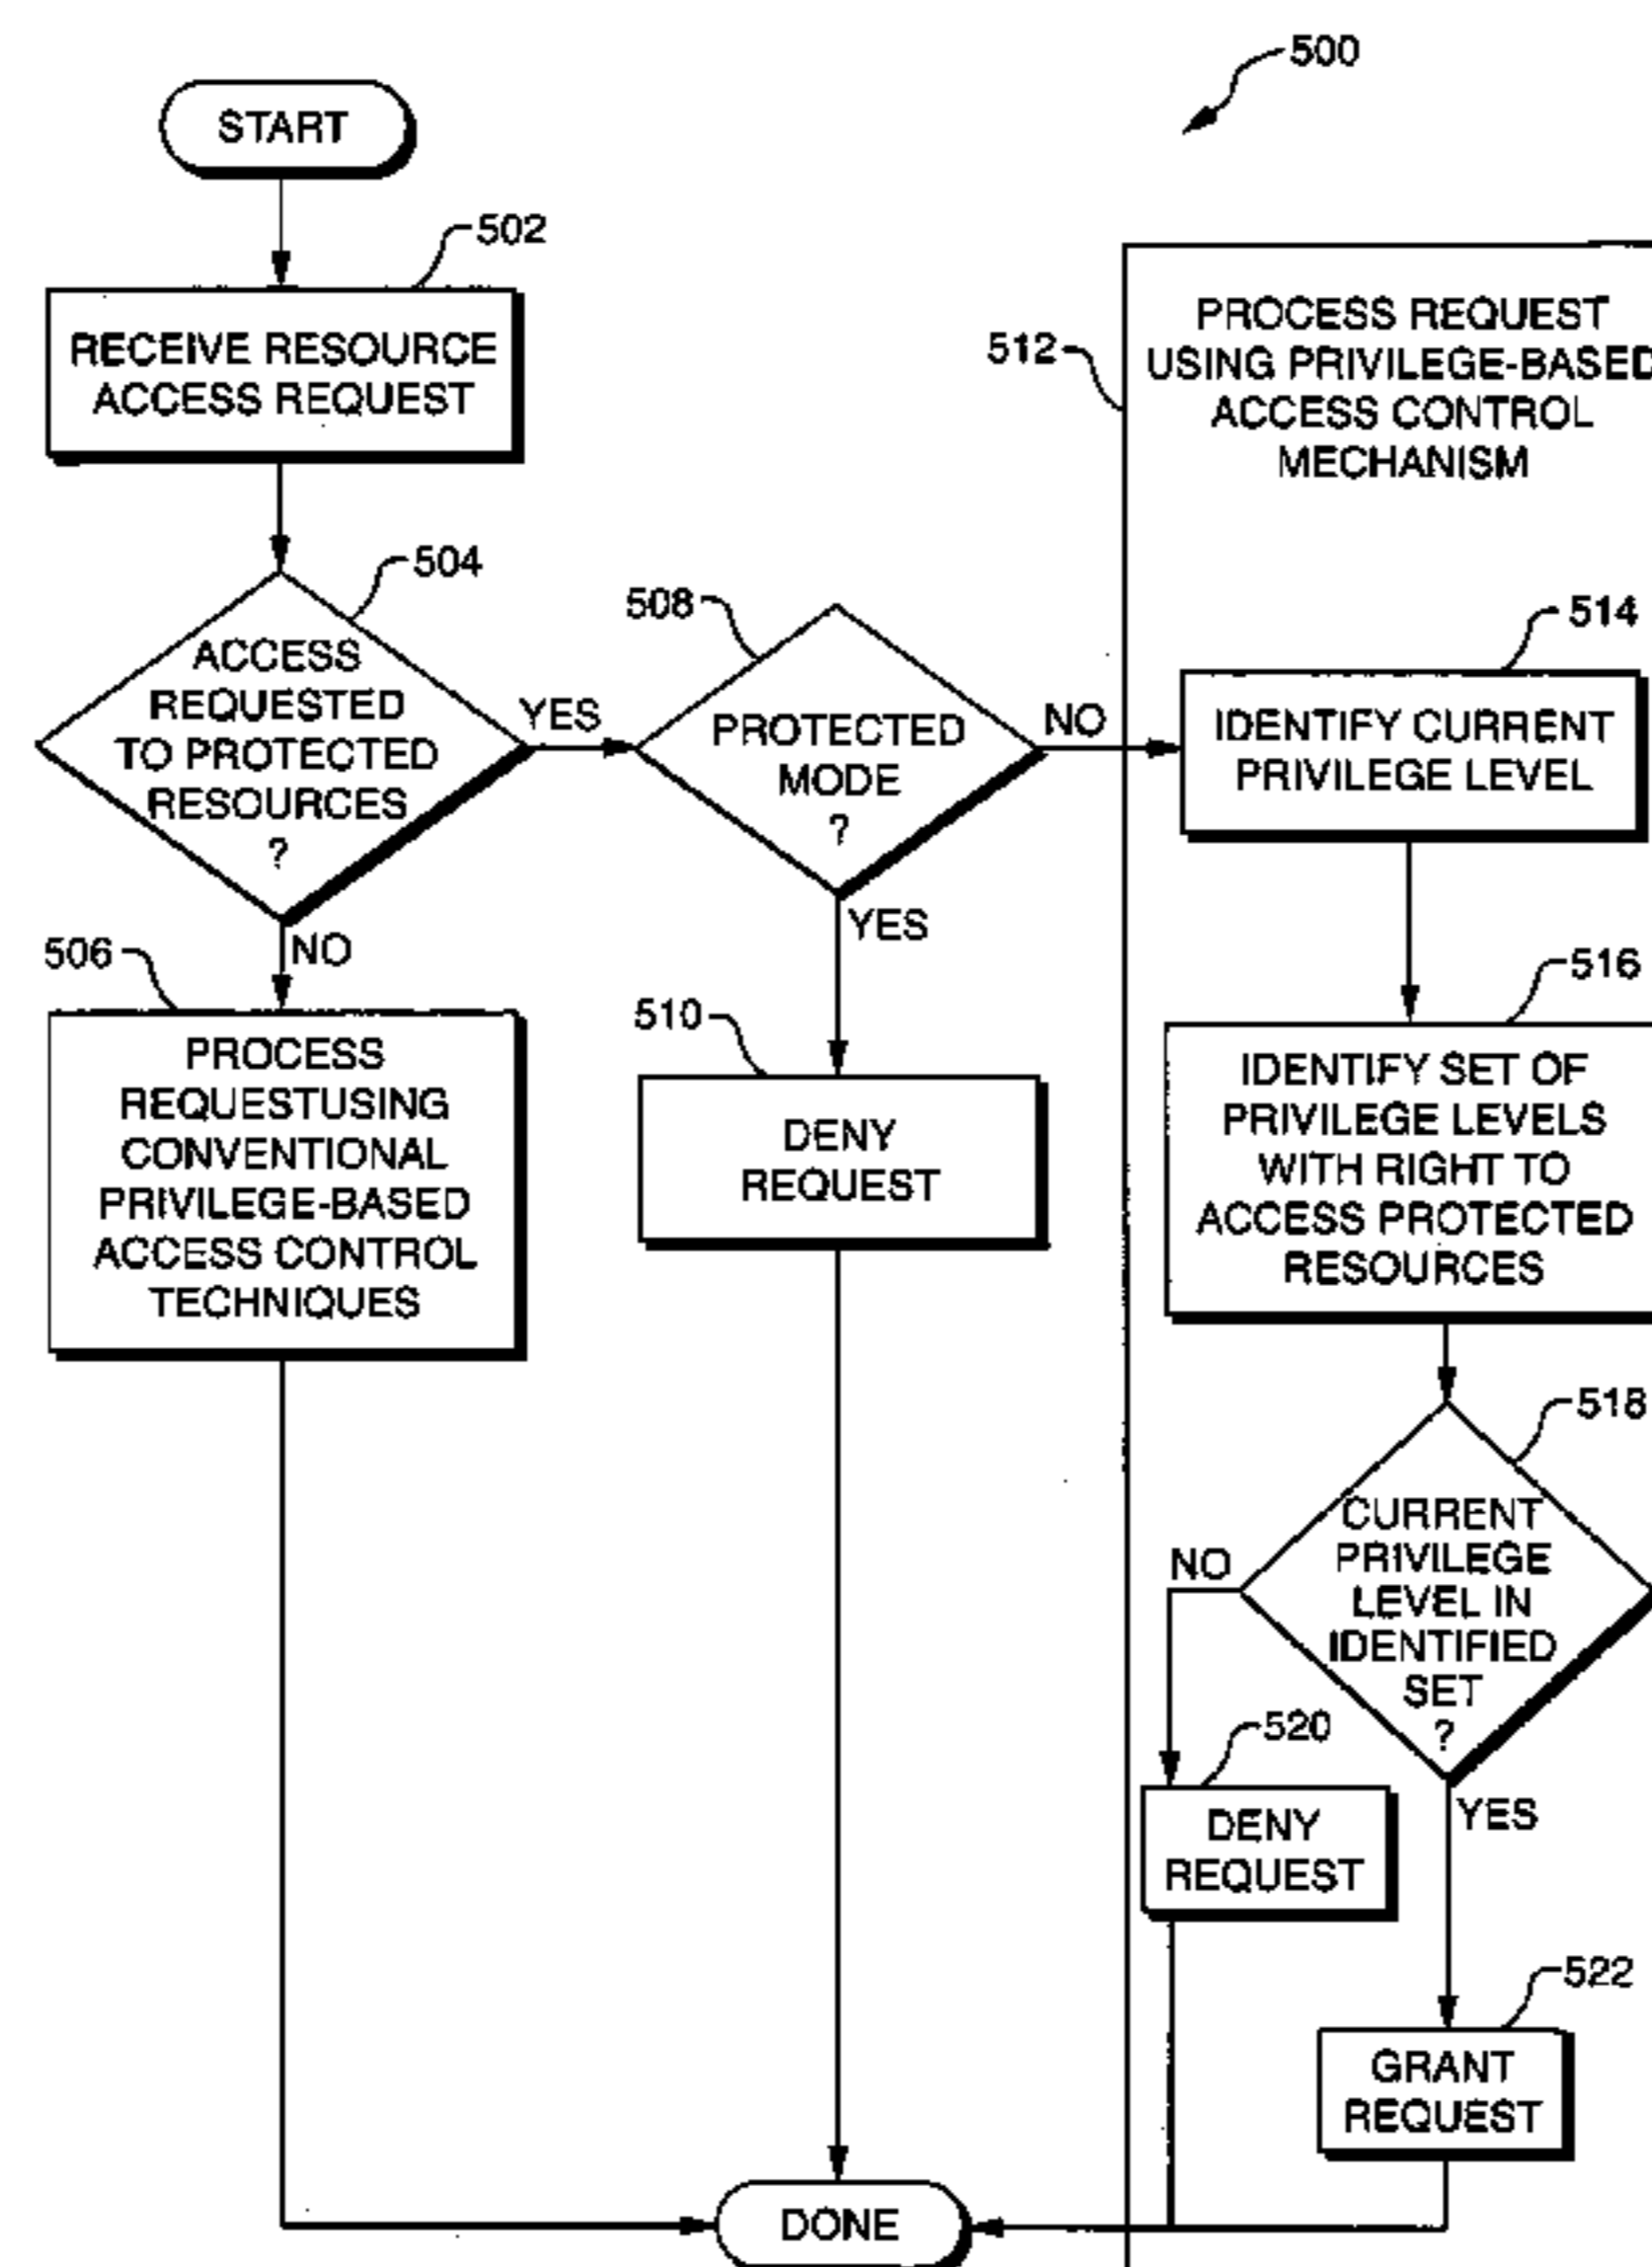 500
START
502
RECEIVE RESOURCE
ACCESS REQUEST
504
ACCESS
REQUESTED
TO PROTECTED
RESOURCES
?
YES
NO
506
PROCESS
REQUESTUSING
CONVENTIONAL
PRIVILEGE-BASED
ACCESS CONTROL
TECHNIQUES
508
PROTECTED
MODE
?
NO
YES
510
DENY
REQUEST
512
PROCESS REQUEST
USING PRIVILEGE-BASED
ACCESS CONTROL
MECHANISM
514
IDENTIFY CURRENT
PRIVILEGE LEVEL
516
IDENTIFY SET OF
PRIVILEGE LEVELS
WITH RIGHT TO
ACCESS PROTECTED
RESOURCES
518
CURRENT
PRIVILEGE
LEVEL IN
IDENTIFIED
SET
?
NO
YES
520
DENY
REQUEST
522
GRANT
REQUEST
DONE